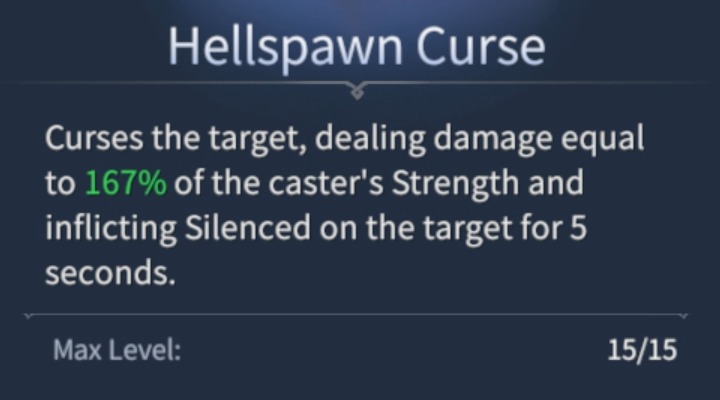 Hellspawn Curse
Curses the target, dealing damage equal
to 167% of the caster's Strength and
inflicting Silenced on the target for 5
seconds.
Max Level: 15/15